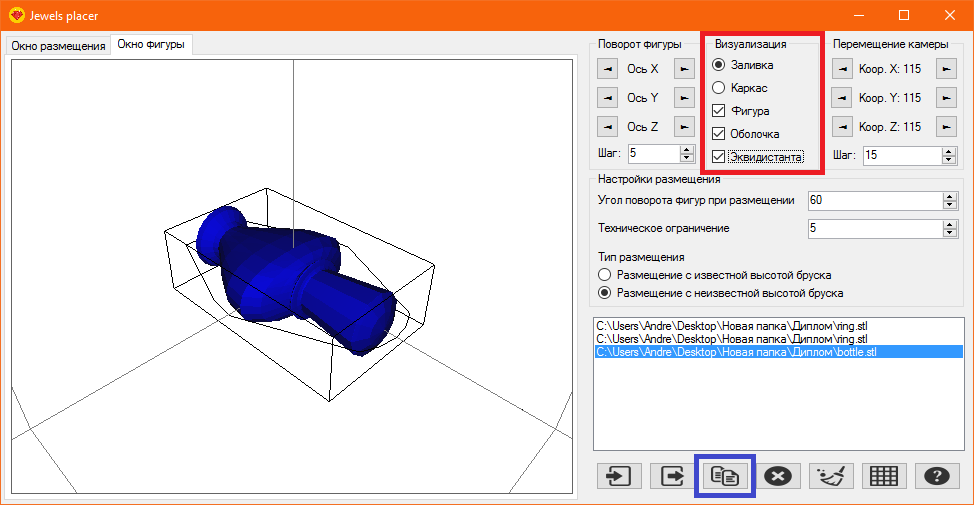 Jewels placer
Окно размещения
Окно фигуры
Поворот фигуры
Ось X
Ось Y
Ось Z
Шаг: 5
Визуализация
Заливка
Каркас
Фигура
Оболочка
Эквидистанта
Перемещение камеры
Коор. X: 115
Коор. Y: 115
Коор. Z: 115
Шаг: 15
Настройки размещения
Угол поворота фигур при размещении 60
Техническое ограничение 5
Тип размещения
Размещение с известной высотой бруска
Размещение с неизвестной высотой бруска
C:\Users\Andre\Desktop\Новая папка\Диплом\ring.stl
C:\Users\Andre\Desktop\Новая папка\Диплом\ring.stl
C:\Users\Andre\Desktop\Новая папка\Диплом\bottle.stl